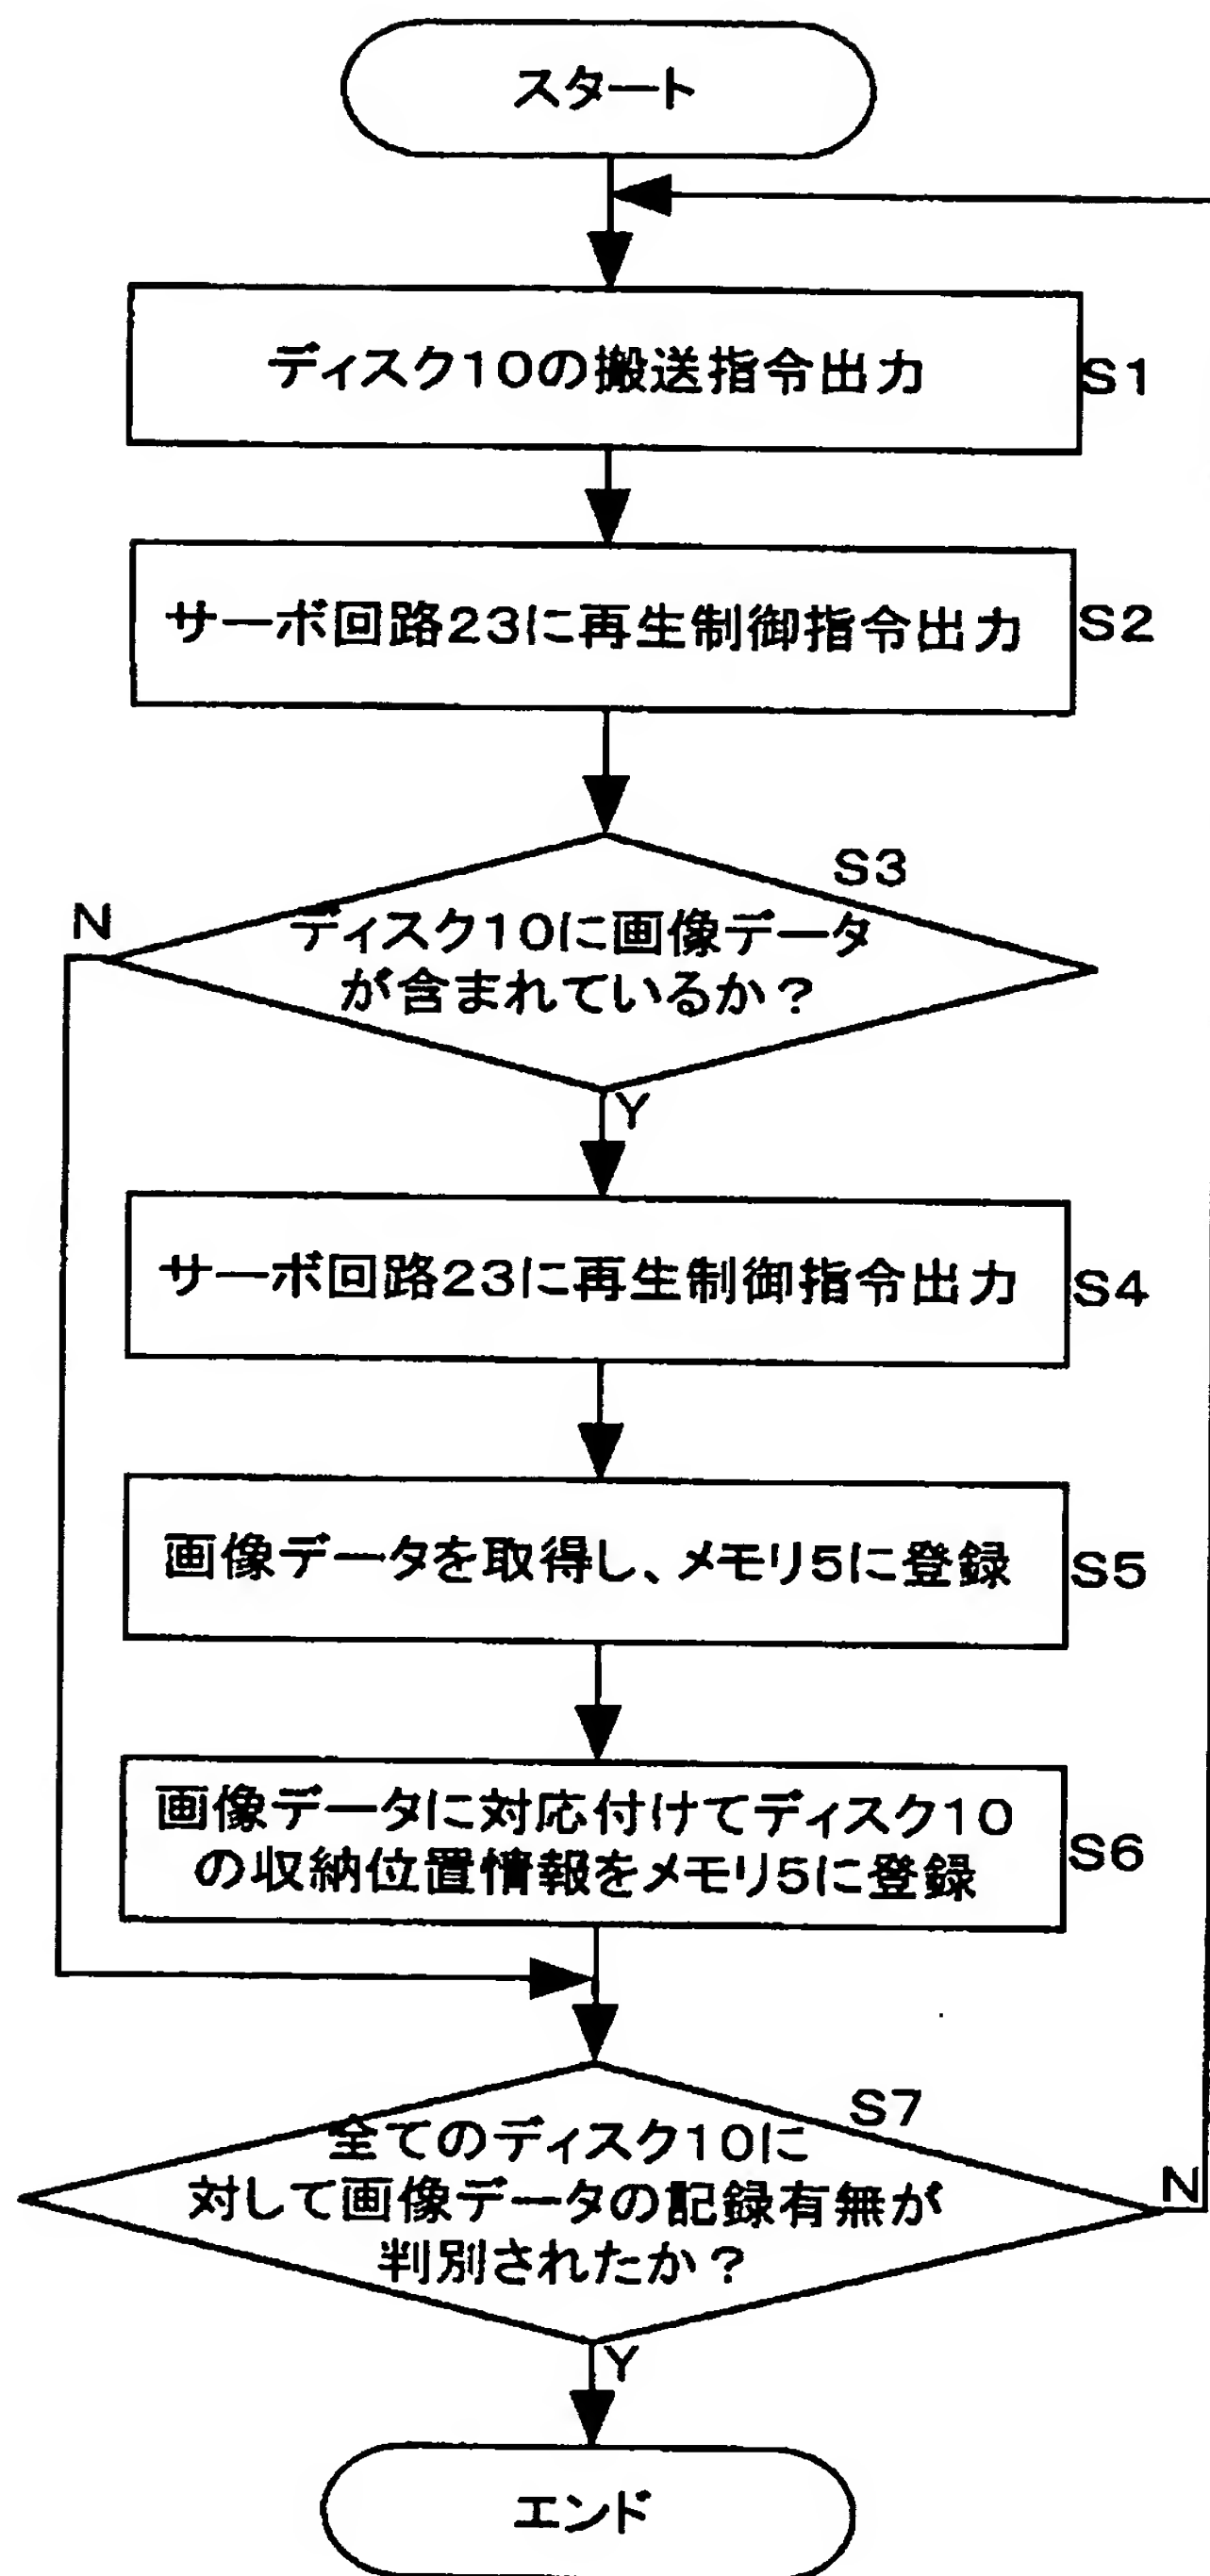 スタート
ディスク10の搬送指令出力
S1
サーボ回路23に再生制御指令出力
S2
S3
N
ディスク10に画像データ
が含まれているか？
Y
サーボ回路23に再生制御指令出力
S4
画像データを取得し、メモリ5に登録
S5
画像データに対応付けてディスク10
の収納位置情報をメモリ5に登録
S6
S7
全てのディスク10に
対して画像データの記録有無が
判別されたか？
N
Y
エンド